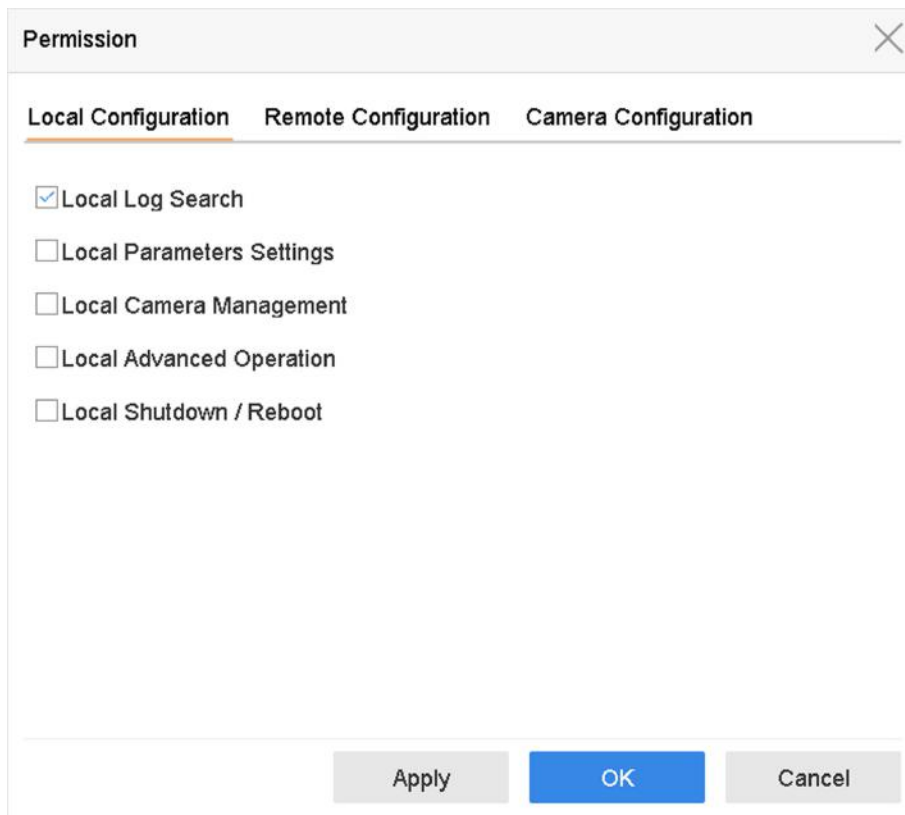 Permission
Local Configuration Remote Configuration Camera Configuration
Local Log Search
Local Parameters Settings
Local Camera Management
Local Advanced Operation
Local Shutdown / Reboot
Apply OK Cancel